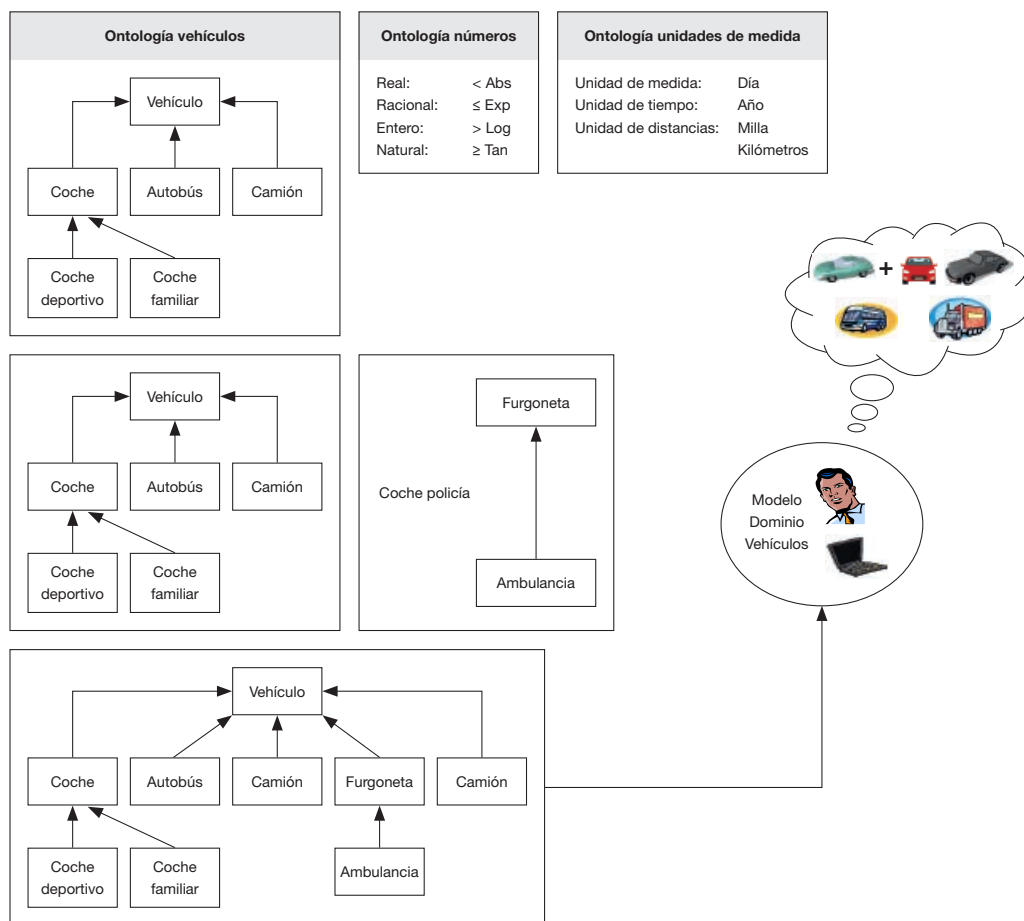 Ontología vehículos
Vehículo
Coche
Autobús
Camión
Coche
deportivo
Coche
familiar
Ontología números
Real: < Abs
Racional: ≤ Exp
Entero: > Log
Natural: ≥ Tan
Ontología unidades de medida
Unidad de medida: Día
Unidad de tiempo: Año
Unidad de distancias: Milla
Kilómetros
+
Vehículo
Coche
Autobús
Camión
Coche
deportivo
Coche
familiar
Furgoneta
Coche policía
Ambulancia
Modelo
Dominio
Vehículos
Vehículo
Coche
Autobús
Camión
Furgoneta
Camión
Coche
deportivo
Coche
familiar
Ambulancia